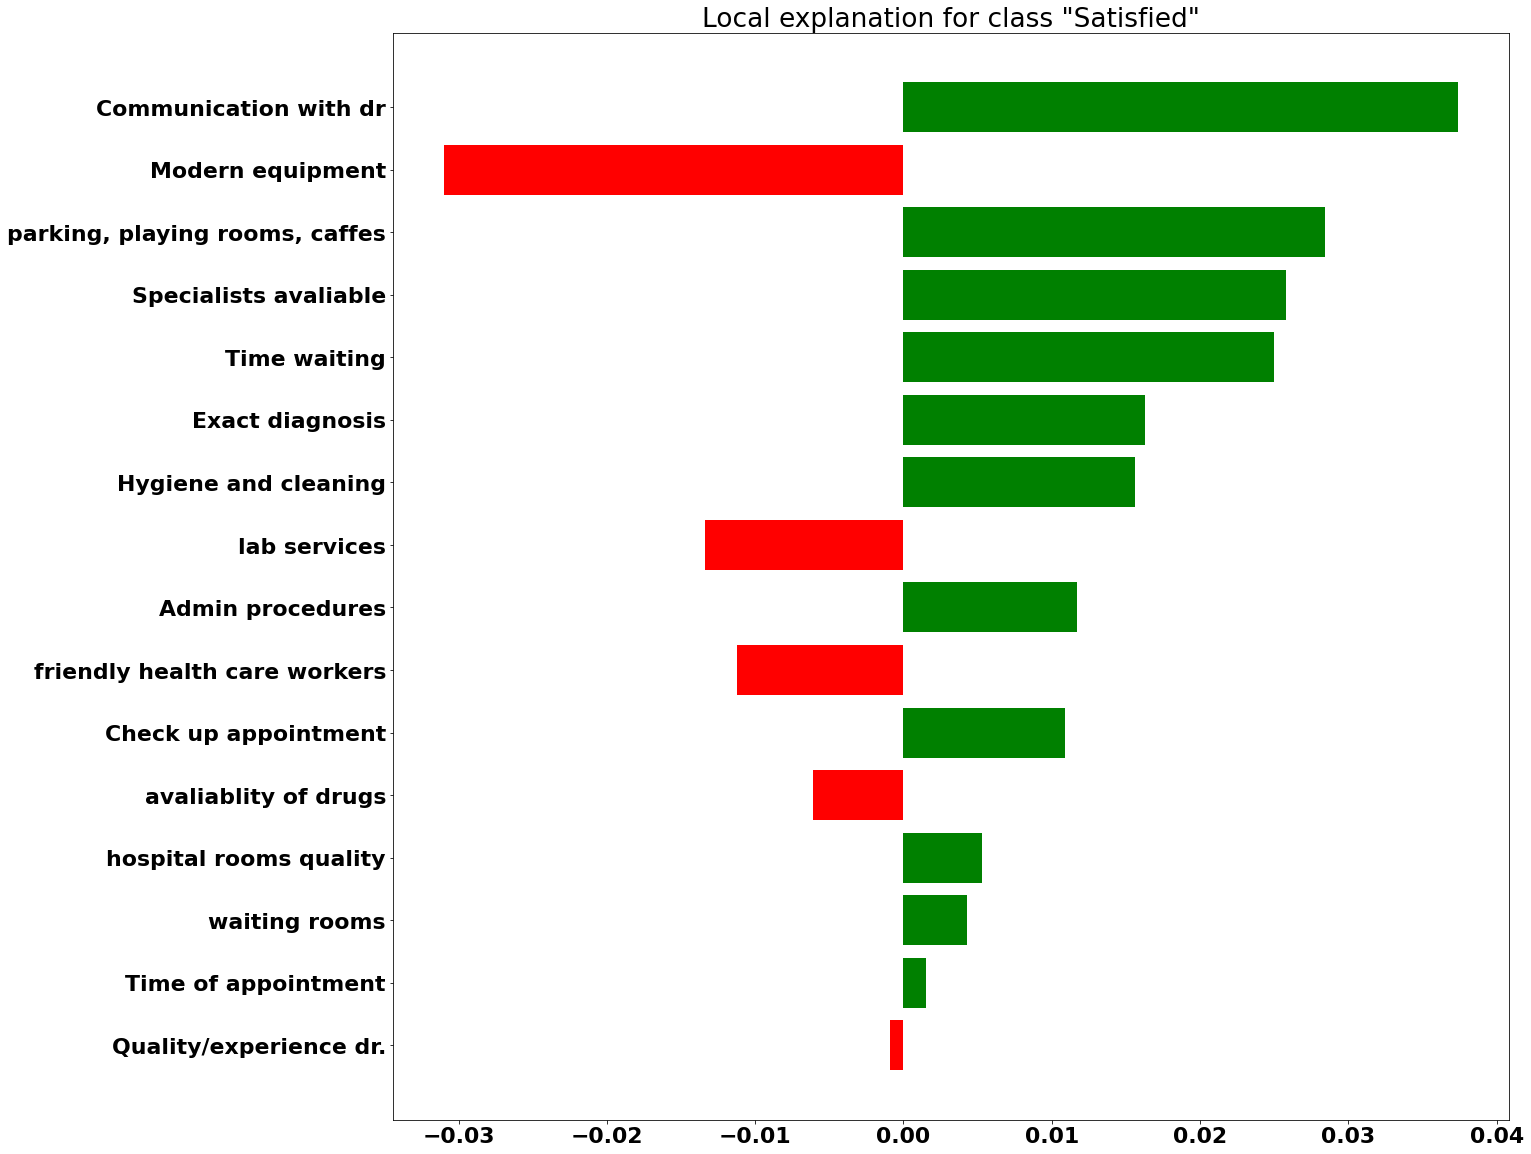 Local explanation for class "Satisfied"
Communication with dr
Modern equipment
parking, playing rooms, caffes
Specialists avaliable
Time waiting
Exact diagnosis
Hygiene and cleaning
lab services
Admin procedures
friendly health care workers
Check up appointment
avaliablity of drugs
hospital rooms quality
waiting rooms
Time of appointment
Quality/experience dr.
−0.03 −0.02 −0.01 0.00 0.01 0.02 0.03 0.04